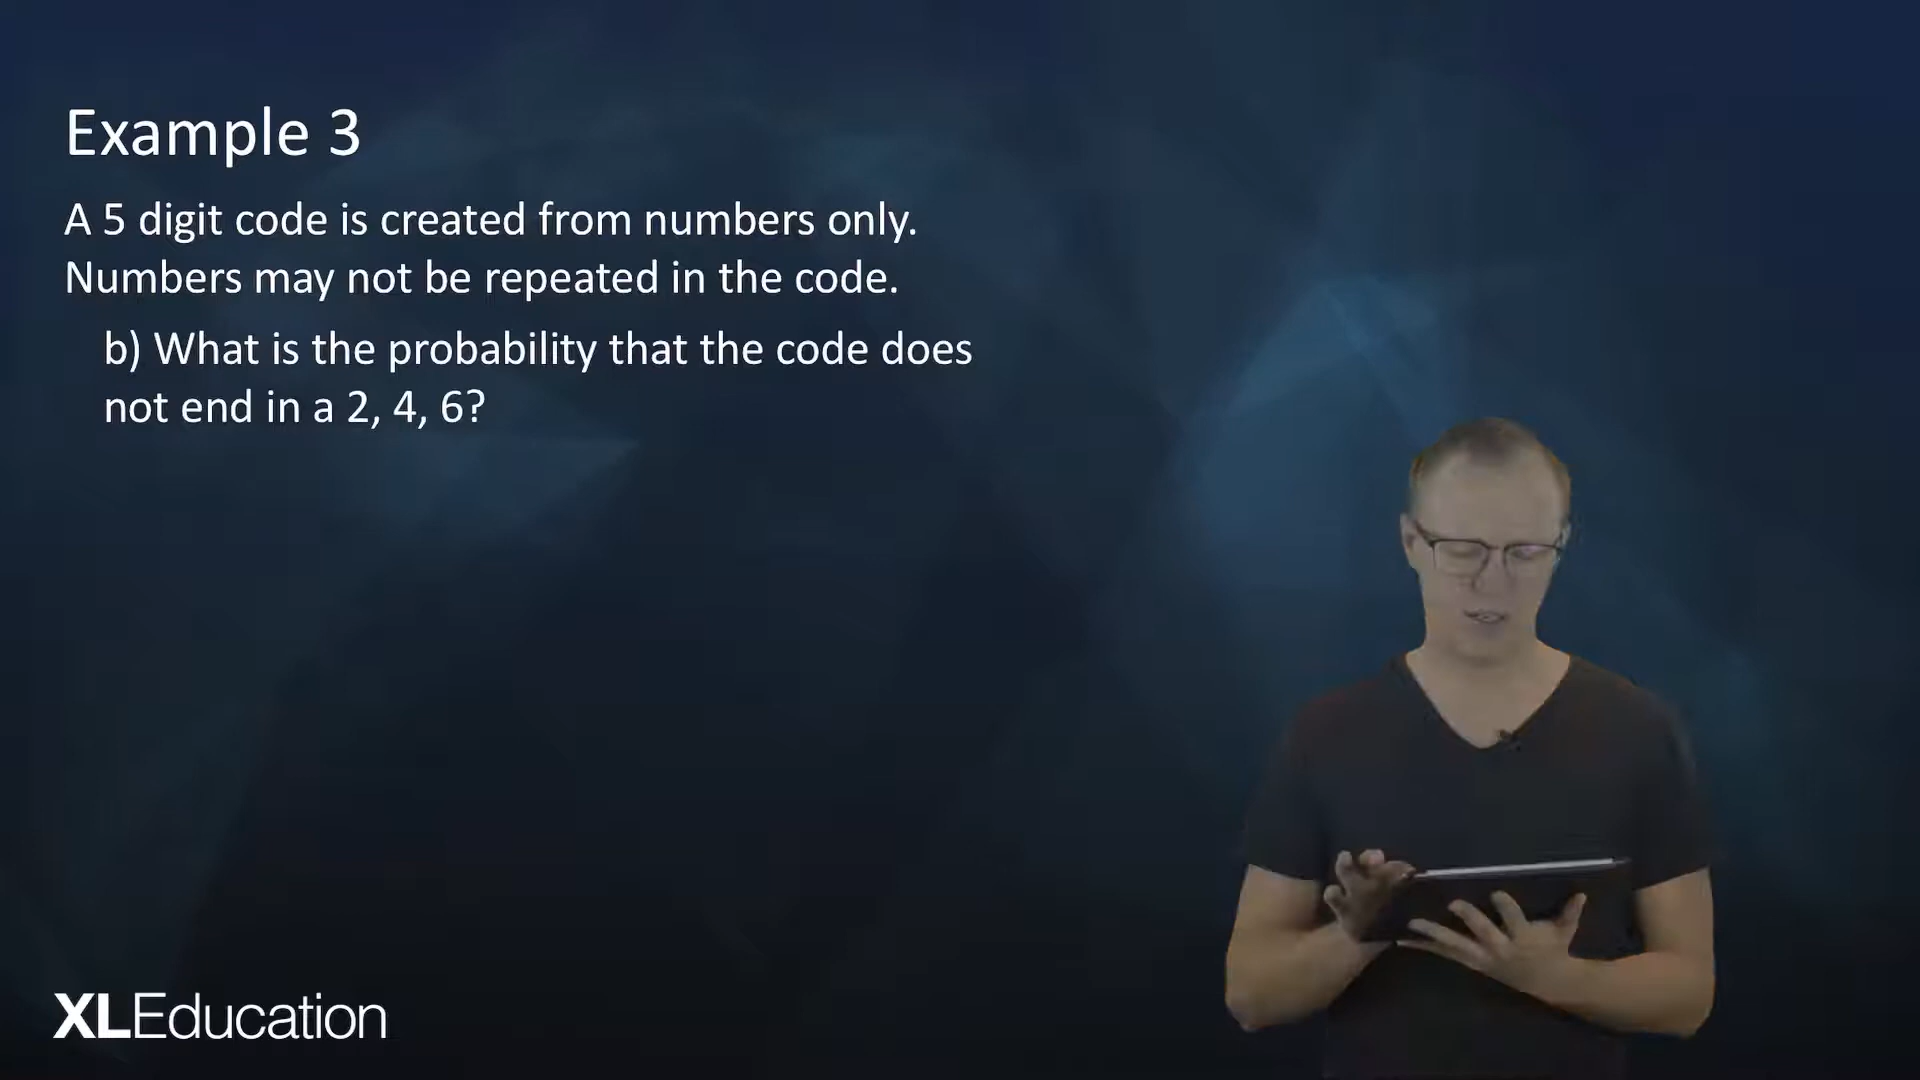 Example 3
A 5 digit code is created from numbers only.
Numbers may not be repeated in the code.
b) What is the probability that the code does
not end in a 2, 4, 6?
XLEducation